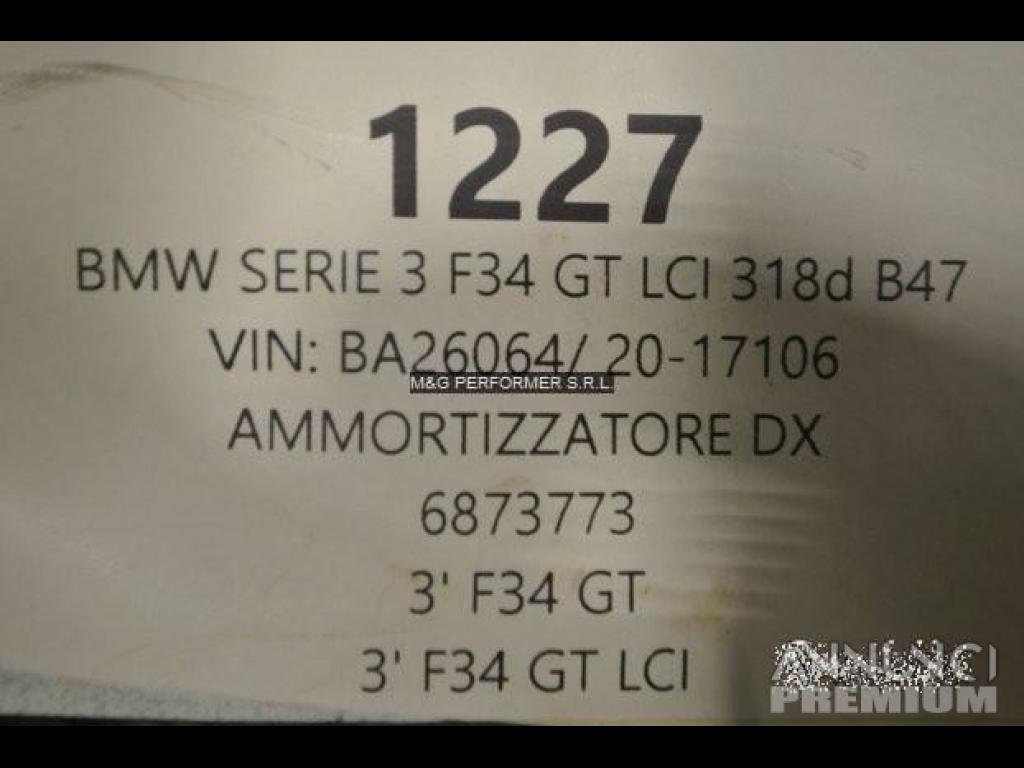 1227
BMW SERIE 3 F34 GT LCI 318d B47
VIN: BA26064/ 20-17106
M&G PERFORMER S.R.L.
AMMORTIZZATORE DX
6873773
3' F34 GT
3' F34 GT LCI
ANNUNCI
PREMIUM